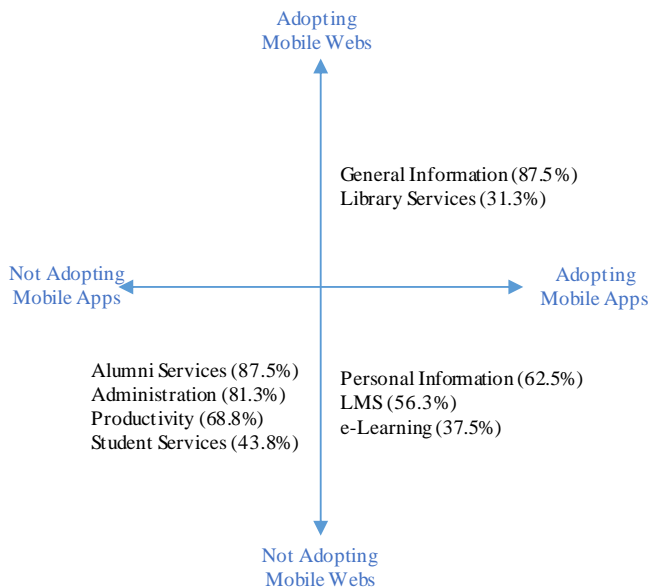 Adopting
Mobile Webs
General Information (87.5%)
Library Services (31.3%)
Not Adopting
Mobile Apps
Adopting
Mobile Apps
Alumni Services (87.5%)
Administration (81.3%)
Productivity (68.8%)
Student Services (43.8%)
Personal Information (62.5%)
LMS (56.3%)
e-Learning (37.5%)
Not Adopting
Mobile Webs